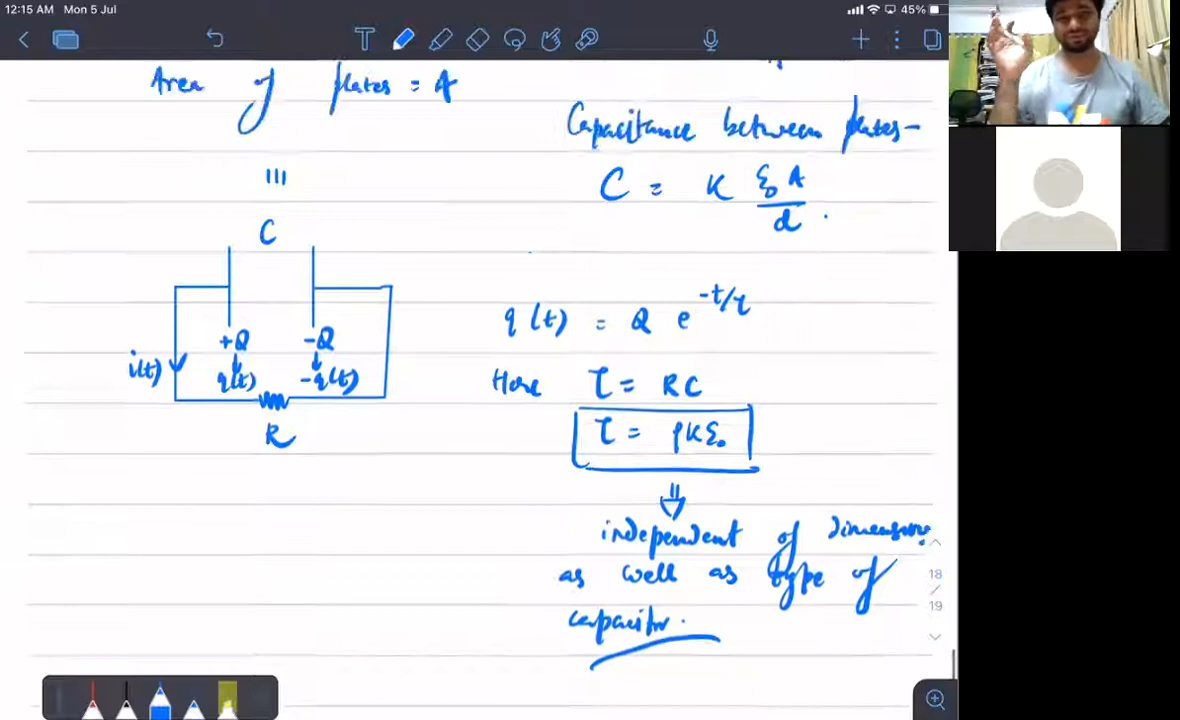 12:15 AM Mon 5 Jul
45%
Area of plates = A
Capacitance between plates -
C = K ε₀ A / d .
|||
C
+Q
-Q
i(t)
q(t)
-q(t)
R
q(t) = Q e^(-t/τ)
Here τ = RC
τ = ρKε₀
independent of dimensions
as well as type of
capacitor.
18
/
19